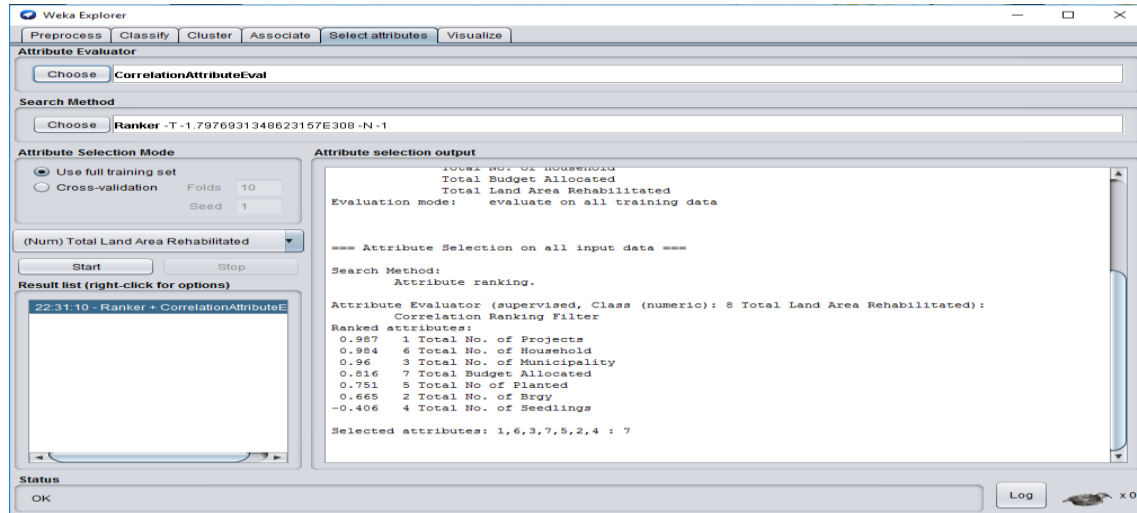 Weka Explorer
Preprocess Classify Cluster Associate Select attributes Visualize
Attribute Evaluator
Choose CorrelationAttributeEval
Search Method
Choose Ranker -T -1.7976931348623157E308 -N -1
Attribute Selection Mode
Use full training set
Cross-validation Folds 10
Seed 1
(Num) Total Land Area Rehabilitated
Start Stop
Result list (right-click for options)
22:31:10 - Ranker + CorrelationAttributeE
Attribute selection output
Total No. of Household
Total Budget Allocated
Total Land Area Rehabilitated
Evaluation mode: evaluate on all training data
=== Attribute Selection on all input data ===
Search Method:
Attribute ranking.
Attribute Evaluator (supervised, Class (numeric): 8 Total Land Area Rehabilitated):
Correlation Ranking Filter
Ranked attributes:
0.987 1 Total No. of Projects
0.984 6 Total No. of Household
0.96 3 Total No. of Municipality
0.816 7 Total Budget Allocated
0.751 5 Total No of Planted
0.665 2 Total No. of Brgy
-0.406 4 Total No. of Seedlings
Selected attributes: 1,6,3,7,5,2,4 : 7
Status
OK
Log
x 0